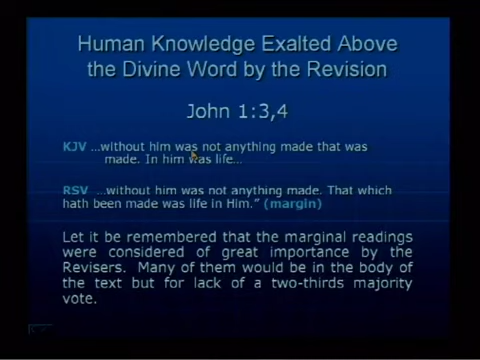 Human Knowledge Exalted Above
the Divine Word by the Revision
John 1:3,4
KJV …without him was not anything made that was
made. In him was life…
RSV …without him was not anything made. That which
hath been made was life in Him.” (margin)
Let it be remembered that the marginal readings
were considered of great importance by the
Revisers. Many of them would be in the body of
the text but for lack of a two-thirds majority
vote.